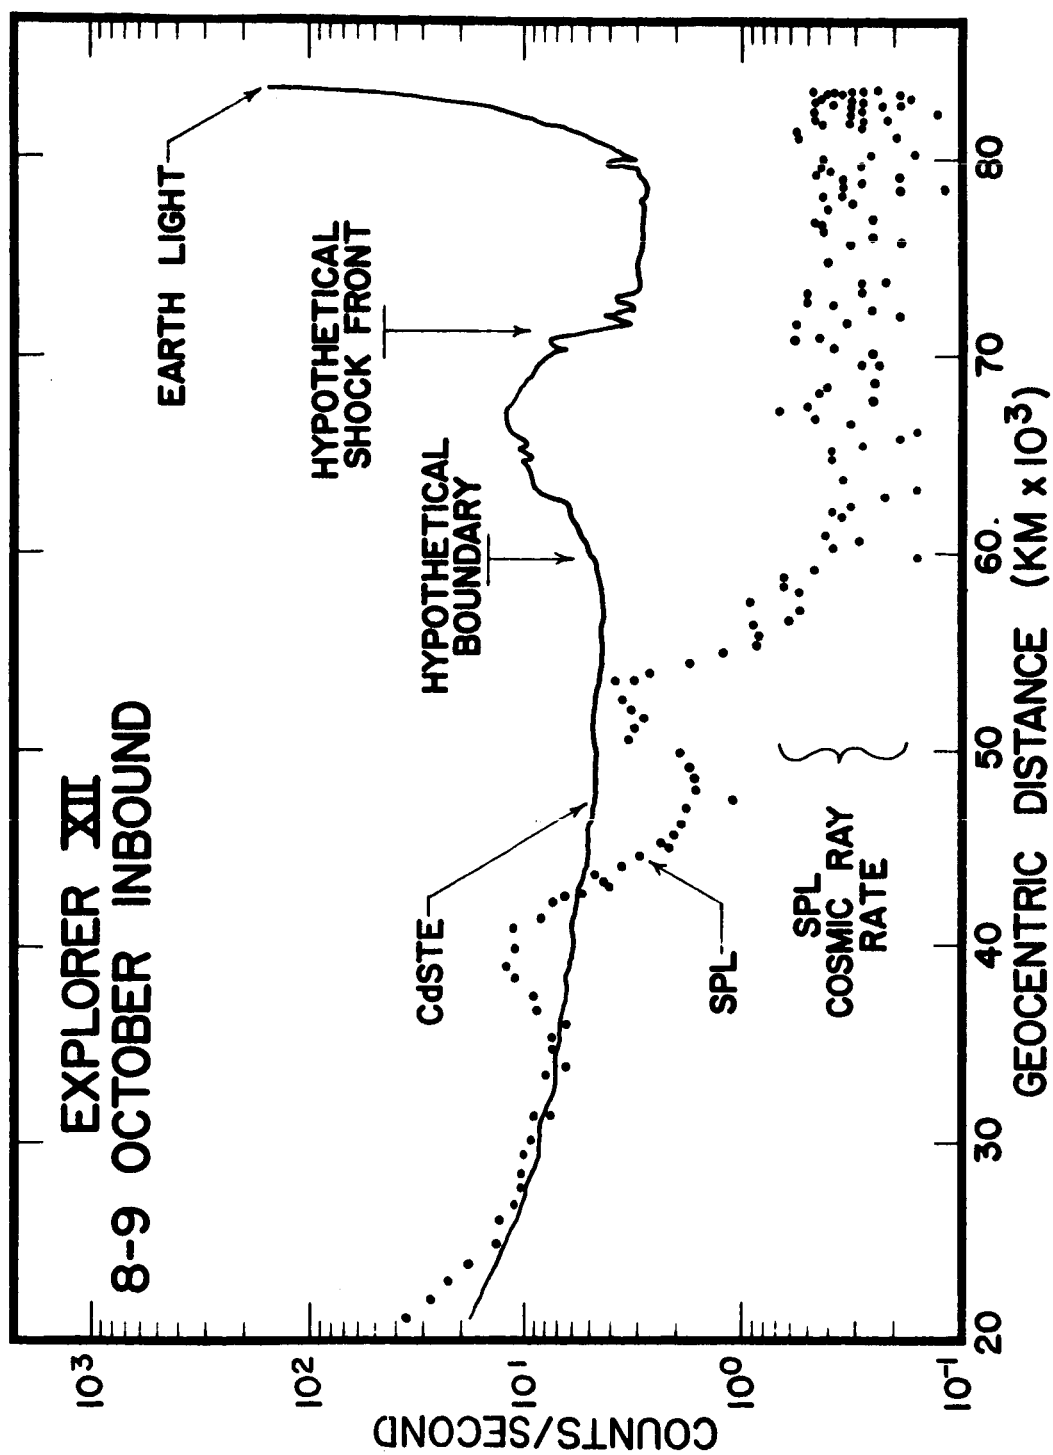 EXPLORER XII
8-9 OCTOBER INBOUND
EARTH LIGHT
HYPOTHETICAL
SHOCK FRONT
HYPOTHETICAL
BOUNDARY
CdSTE
SPL
SPL
COSMIC RAY
RATE
COUNTS/SECOND
10³
10²
10¹
10⁰
10⁻¹
20 30 40 50 60. 70 80
GEOCENTRIC DISTANCE (KM x 10³)